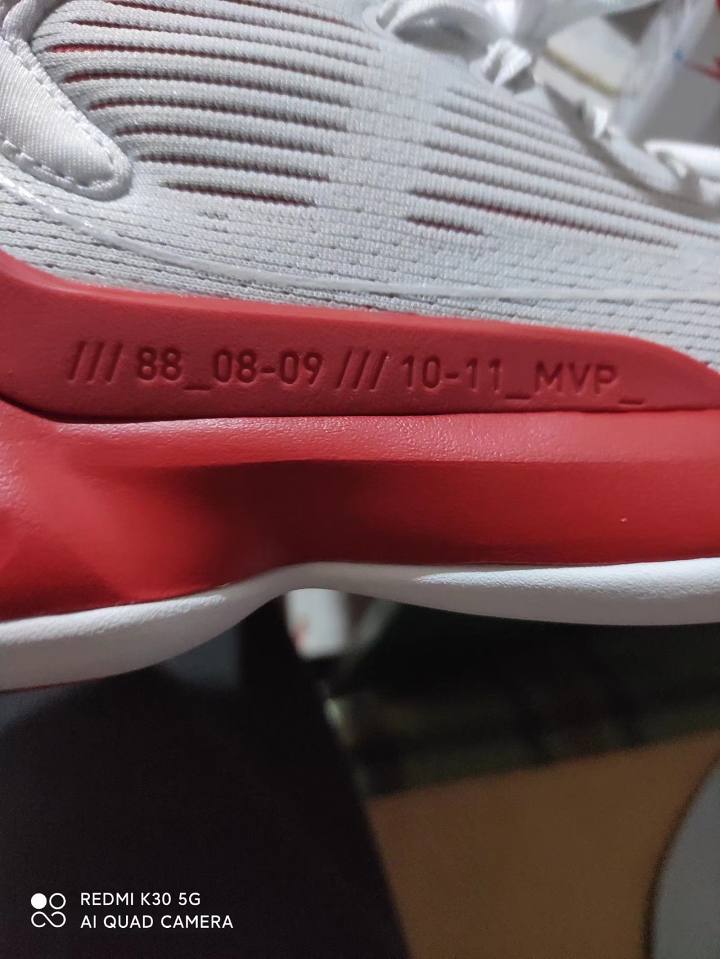 /// 88_08-09 /// 10-11_MVP_
REDMI K30 5G
AI QUAD CAMERA